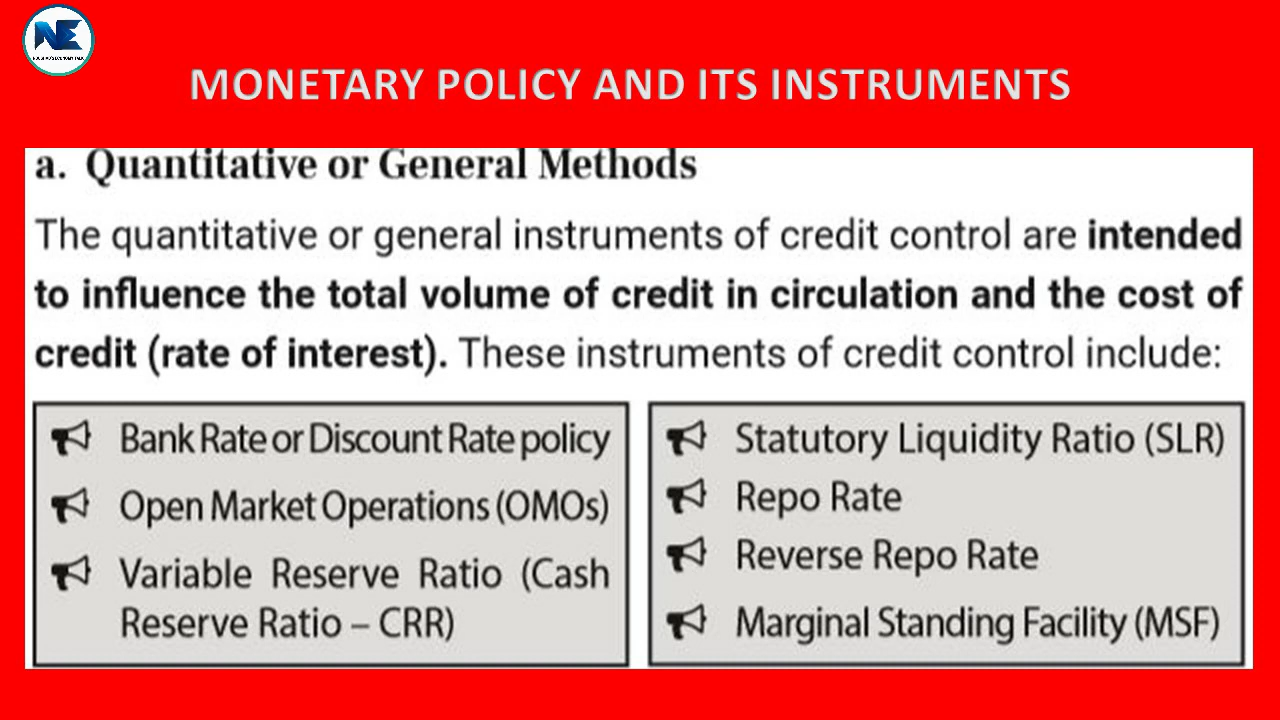 NE
MONETARY POLICY AND ITS INSTRUMENTS
a. Quantitative or General Methods
The quantitative or general instruments of credit control are intended
to influence the total volume of credit in circulation and the cost of
credit (rate of interest). These instruments of credit control include:
Bank Rate or Discount Rate policy
Open Market Operations (OMOs)
Variable Reserve Ratio (Cash
Reserve Ratio – CRR)
Statutory Liquidity Ratio (SLR)
Repo Rate
Reverse Repo Rate
Marginal Standing Facility (MSF)